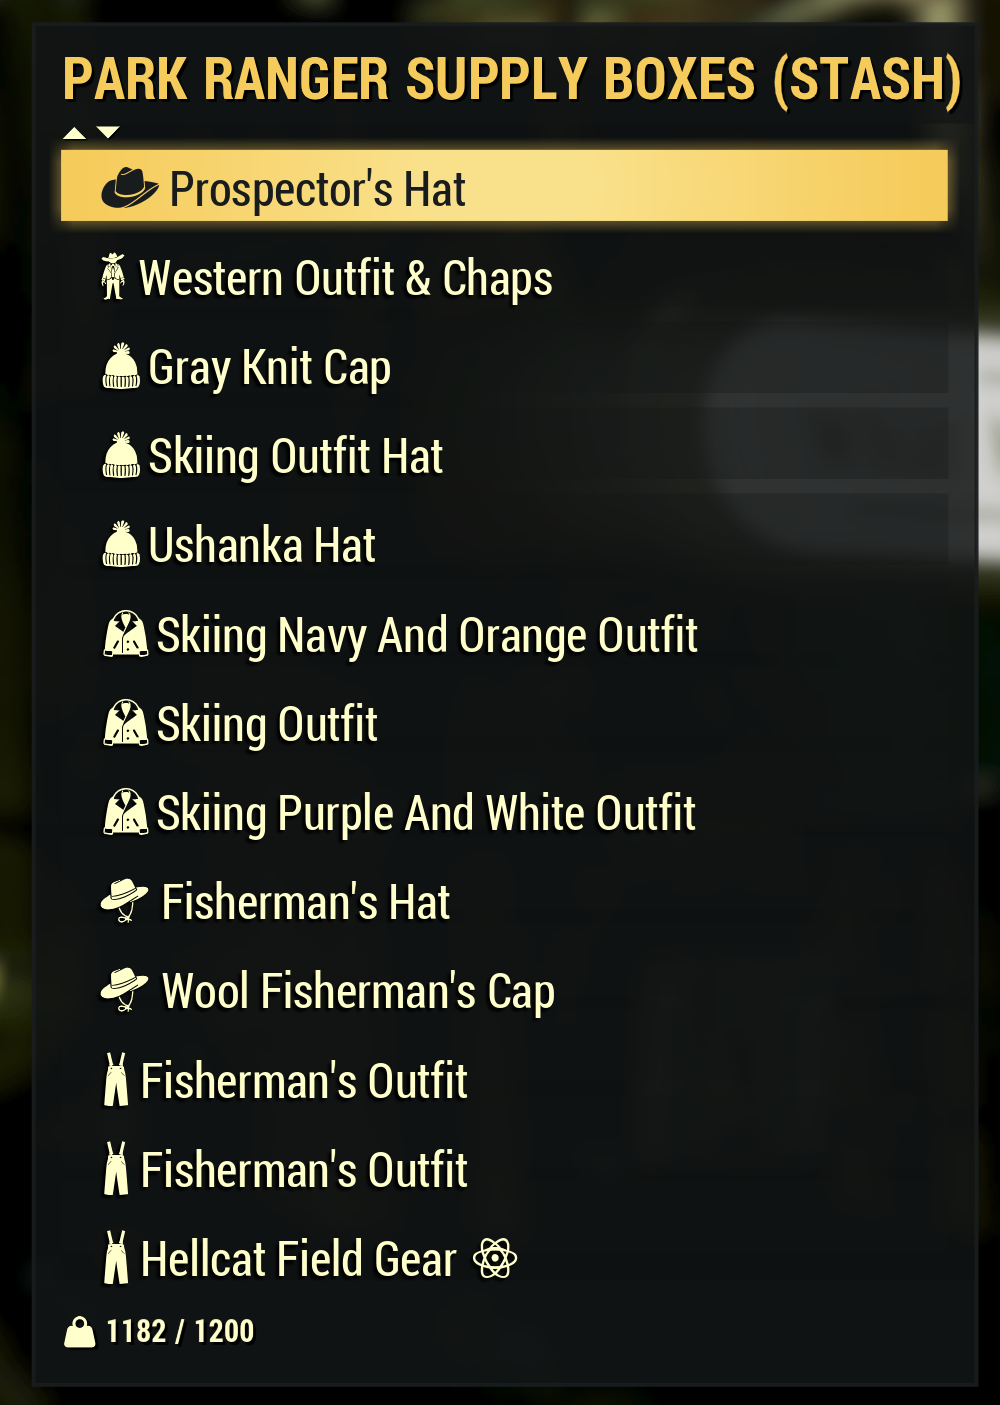 PARK RANGER SUPPLY BOXES (STASH)
Prospector's Hat
Western Outfit & Chaps
Gray Knit Cap
Skiing Outfit Hat
Ushanka Hat
Skiing Navy And Orange Outfit
Skiing Outfit
Skiing Purple And White Outfit
Fisherman's Hat
Wool Fisherman's Cap
Fisherman's Outfit
Fisherman's Outfit
Hellcat Field Gear
1182 / 1200